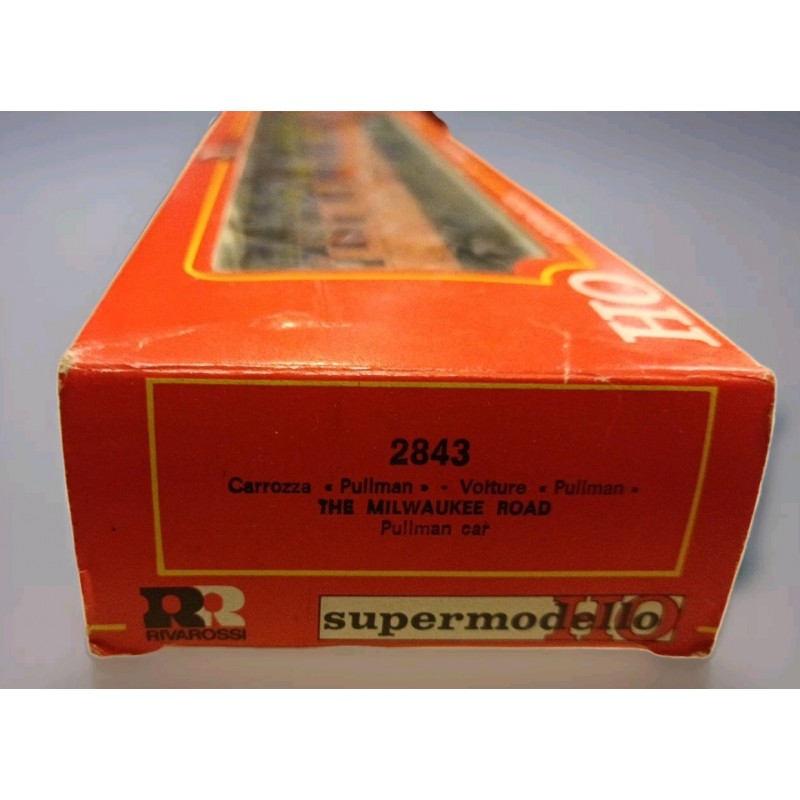 HO
2843
Carrozza « Pullman » - Voiture « Pullman »
THE MILWAUKEE ROAD
Pullman car
RR
RIVAROSSI
supermodello HO